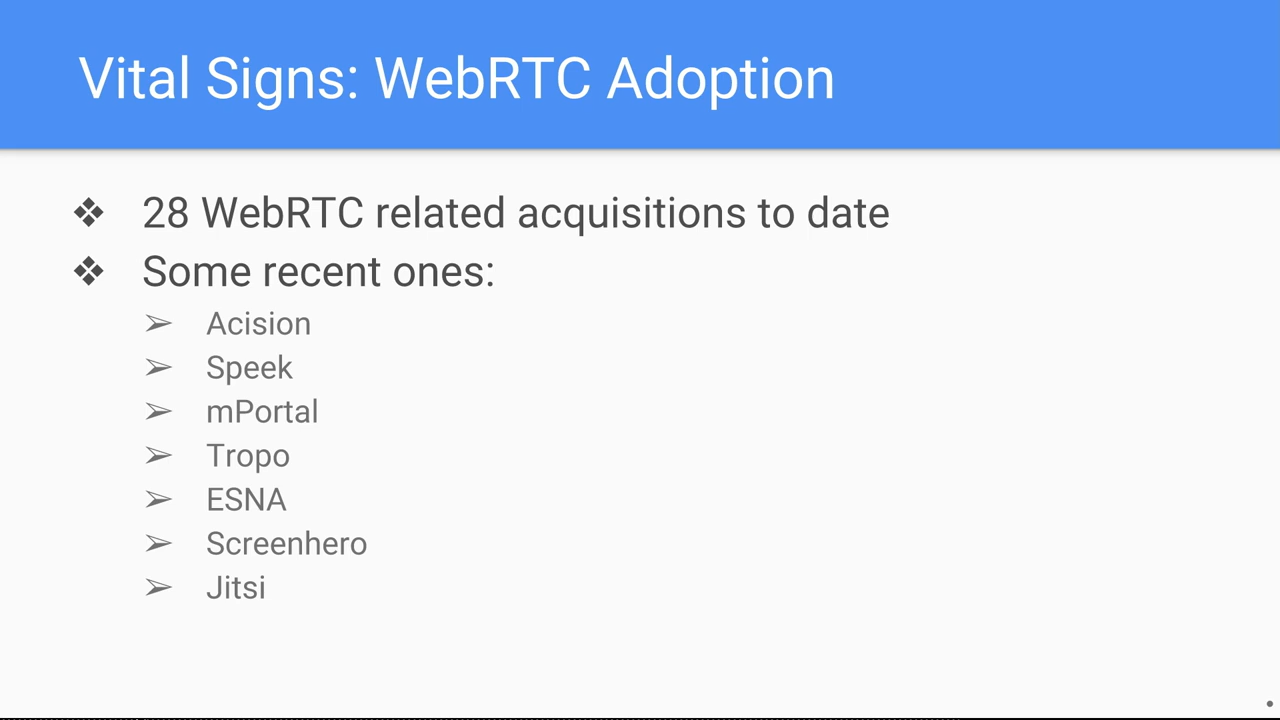 Vital Signs: WebRTC Adoption
❖ 28 WebRTC related acquisitions to date
❖ Some recent ones:
➢ Acision
➢ Speek
➢ mPortal
➢ Tropo
➢ ESNA
➢ Screenhero
➢ Jitsi